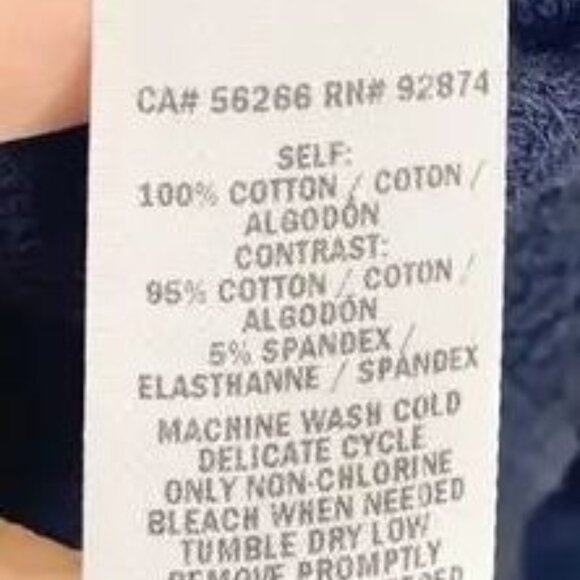 CA# 56266 RN# 92874
SELF:
100% COTTON / COTON /
ALGODÓN
CONTRAST:
95% COTTON / COTON /
ALGODÓN
5% SPANDEX /
ELASTHANNE / SPANDEX
MACHINE WASH COLD
DELICATE CYCLE
ONLY NON-CHLORINE
BLEACH WHEN NEEDED
TUMBLE DRY LOW
REMOVE PROMPTLY